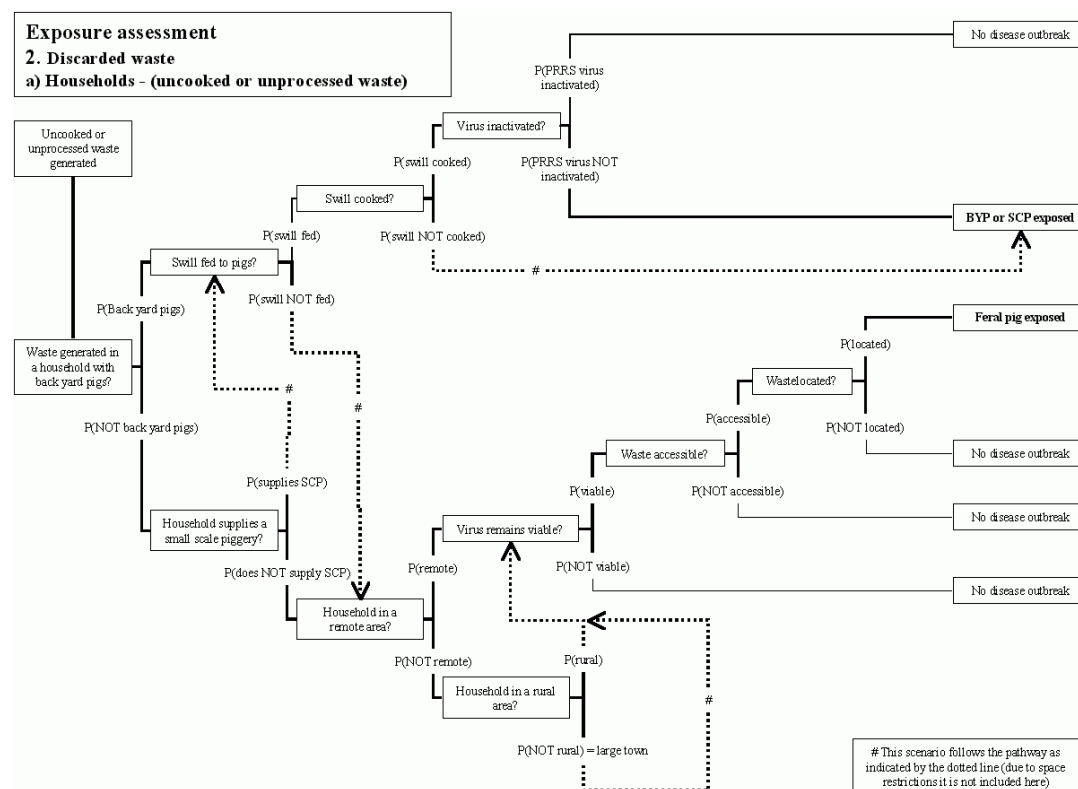 Exposure assessment
2. Discarded waste
a) Households - (uncooked or unprocessed waste)
No disease outbreak
P(PRRS virus
inactivated)
Uncooked or
unprocessed waste
generated
Virus inactivated?
P(swill cooked)
P(PRRS virus NOT
inactivated)
Swill cooked?
BYP or SCP exposed
P(swill fed)
P(swill NOT cooked)
Swill fed to pigs?
#
P(swill NOT fed)
P(Back yard pigs)
Feral pig exposed
Waste generated in
a household with
back yard pigs?
P(located)
Wastelocated?
#
#
P(accessible)
P(NOT back yard pigs)
P(NOT located)
Waste accessible?
No disease outbreak
P(supplies SCP)
P(viable)
P(NOT accessible)
Household supplies a
small scale piggery?
Virus remains viable?
No disease outbreak
P(does NOT supply SCP)
P(remote)
P(NOT viable)
No disease outbreak
Household in a
remote area?
P(NOT remote)
P(rural)
Household in a rural
area?
#
P(NOT rural) = large town
# This scenario follows the pathway as
indicated by the dotted line (due to space
restrictions it is not included here)